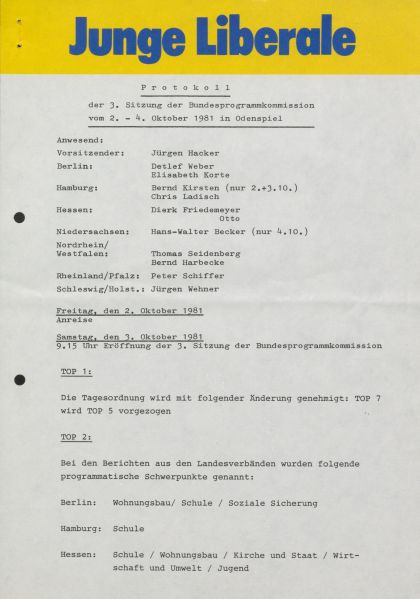 Junge Liberale
Protokoll
der 3. Sitzung der Bundesprogrammkommission
vom 2. - 4. Oktober 1981 in Odenspiel
Anwesend:
Vorsitzender: Jürgen Hacker
Berlin: Detlef Weber
Elisabeth Korte
Hamburg: Bernd Kirsten (nur 2.+3.10.)
Chris Ladisch
Hessen: Dierk Friedemeyer
Otto
Niedersachsen: Hans-Walter Becker (nur 4.10.)
Nordrhein/
Westfalen: Thomas Seidenberg
Bernd Harbecke
Rheinland/Pfalz: Peter Schiffer
Schleswig/Holst.: Jürgen Wehner
Freitag, den 2. Oktober 1981
Anreise
Samstag, den 3. Oktober 1981
9.15 Uhr Eröffnung der 3. Sitzung der Bundesprogrammkommission
TOP 1:
Die Tagesordnung wird mit folgender Änderung genehmigt: TOP 7
wird TOP 5 vorgezogen
TOP 2:
Bei den Berichten aus den Landesverbänden wurden folgende
programmatische Schwerpunkte genannt:
Berlin: Wohnungsbau/ Schule / Soziale Sicherung
Hamburg: Schule
Hessen: Schule / Wohnungsbau / Kirche und Staat / Wirt-
schaft und Umwelt / Jugend